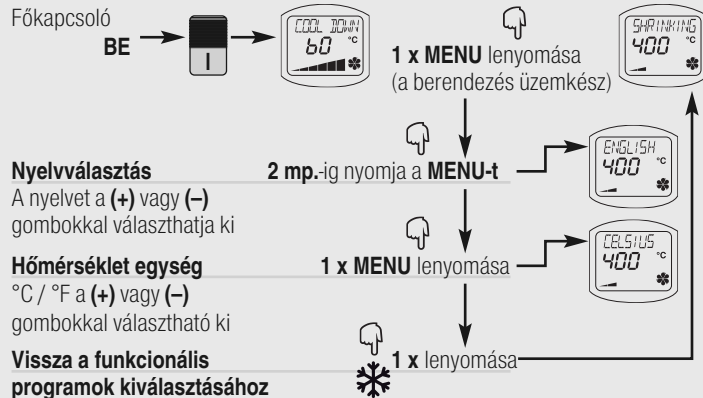 Főkapcsoló
BE
I
COOL DOWN
60 °C
1 x MENU lenyomása
(a berendezés üzemkész)
SHRINKING
400 °C
Nyelvválasztás
2 mp.-ig nyomja a MENU-t
A nyelvet a (+) vagy (–)
gombokkal választhatja ki
ENGLISH
400 °C
Hőmérséklet egység
1 x MENU lenyomása
°C / °F a (+) vagy (–)
gombokkal választható ki
CELSIUS
400 °C
Vissza a funkcionális
programok kiválasztásához
1 x lenyomása